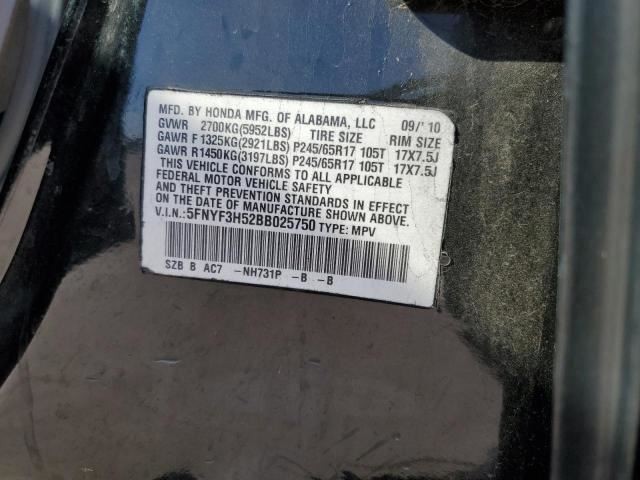 MFD. BY HONDA MFG. OF ALABAMA, LLC 09/'10
GVWR 2700KG(5952LBS) TIRE SIZE RIM SIZE
GAWR F 1325KG(2921LBS) P245/65R17 105T 17X7.5J
GAWR R 1450KG(3197LBS) P245/65R17 105T 17X7.5J
THIS VEHICLE CONFORMS TO ALL APPLICABLE
FEDERAL MOTOR VEHICLE SAFETY
AND THEFT PREVENTION STANDARDS IN EFFECT
ON THE DATE OF MANUFACTURE SHOWN ABOVE.
V.I.N.: 5FNYF3H52BB025750 TYPE: MPV
SZB B AC7 -NH731P -B -B